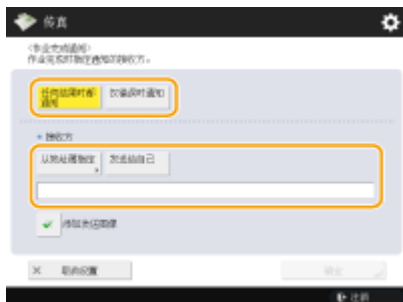 传真
<作业完成通知>
作业完成时指定通知的接收方。
任何结果时都通知
仅错误时通知
接收方
从地址簿指定
发送给自己
附加发送图像
取消设置
确定
注销